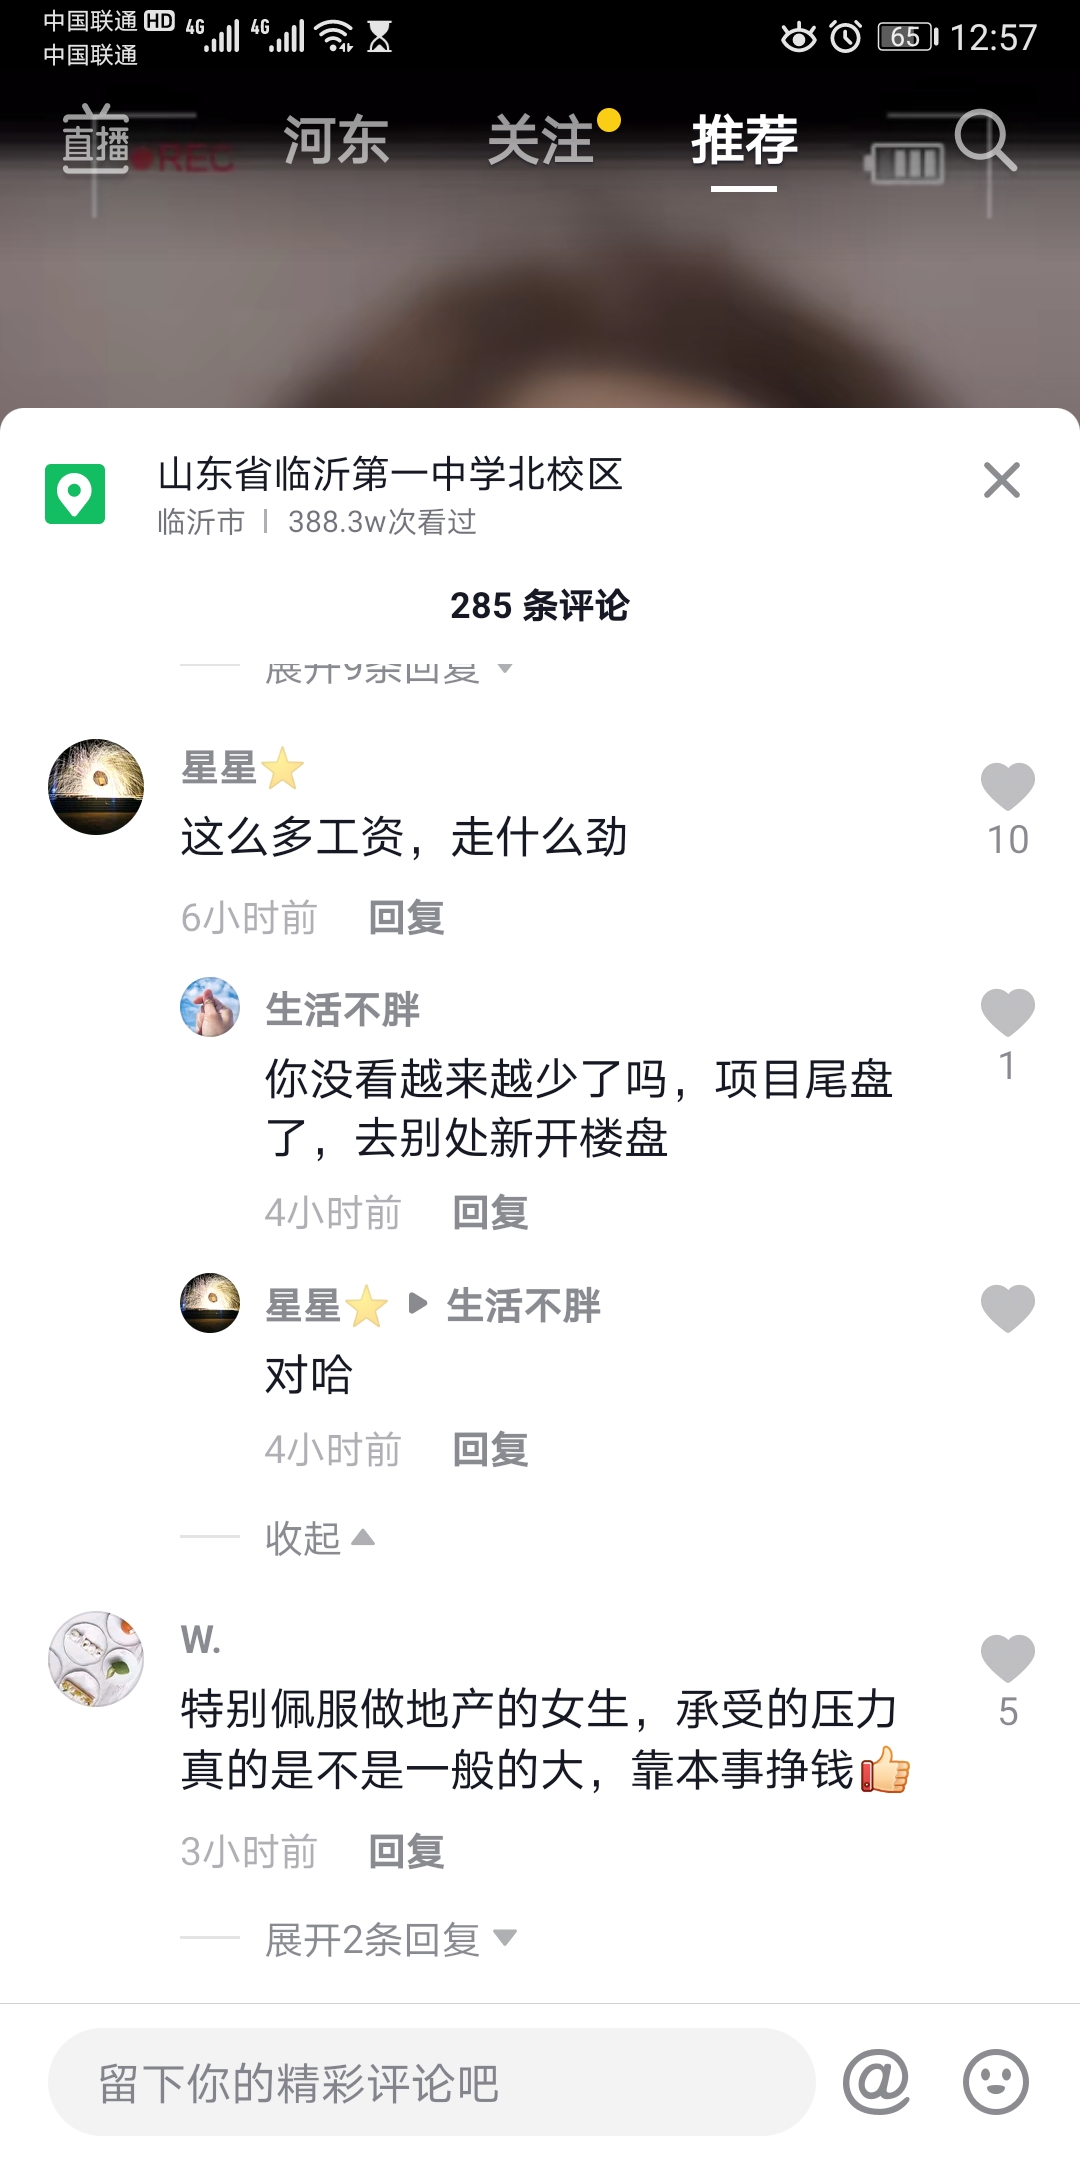 中国联通 HD 4G 4G 65 12:57
中国联通
直播 河东 关注 推荐
REC
山东省临沂第一中学北校区
临沂市 | 388.3w次看过
285 条评论
展开9条回复
星星⭐
这么多工资，走什么劲
10
6小时前 回复
生活不胖
你没看越来越少了吗，项目尾盘
了，去别处新开楼盘
1
4小时前 回复
星星⭐ ▶ 生活不胖
对哈
4小时前 回复
收起
W.
特别佩服做地产的女生，承受的压力
真的是不是一般的大，靠本事挣钱👍
5
3小时前 回复
展开2条回复
留下你的精彩评论吧 @